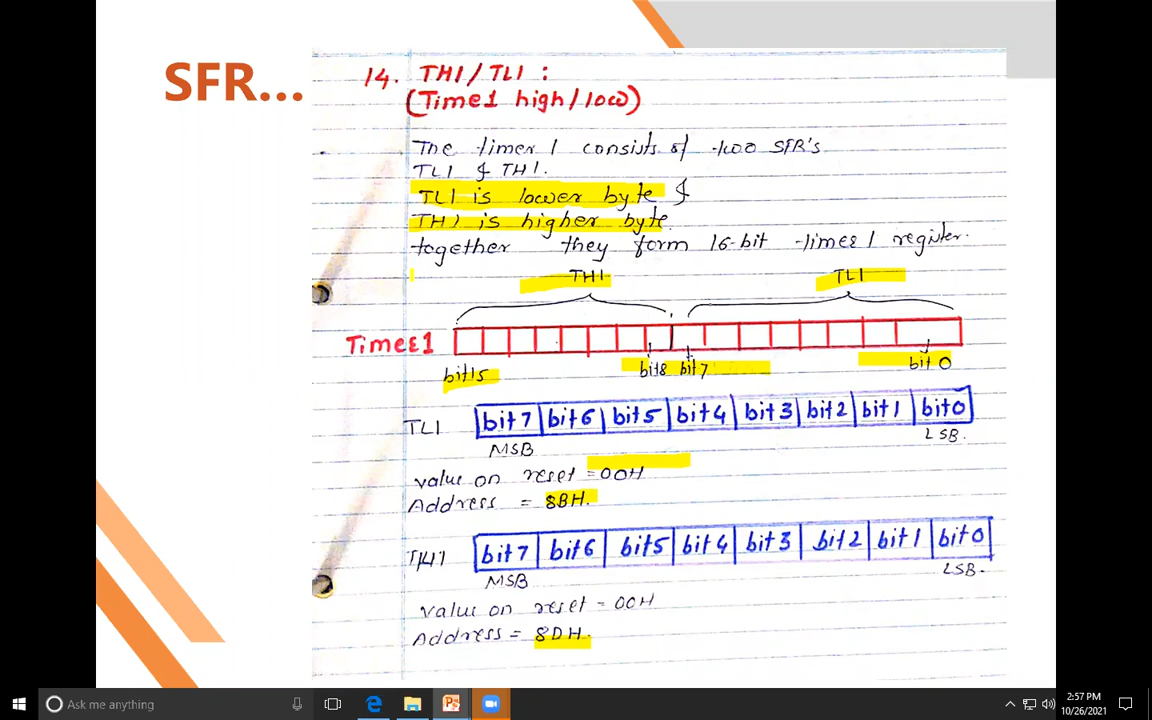 SFR...
14. TH1/TL1 :
(Timer1 high/low)
The timer 1 consists of two SFR's
TL1 & TH1.
TL1 is lower byte &
TH1 is higher byte.
together they form 16-bit timer 1 register.
TH1 TL1
Timer1
bit15 bit8 bit7 bit 0
TL1 bit7 bit6 bit5 bit4 bit3 bit2 bit1 bit0
MSB LSB.
value on reset = 00H
Address = 8BH.
TH1 bit7 bit6 bit5 bit4 bit3 bit2 bit1 bit0
MSB LSB.
Value on reset = 00H
Address = 8DH.
Ask me anything
2:57 PM
10/26/2021